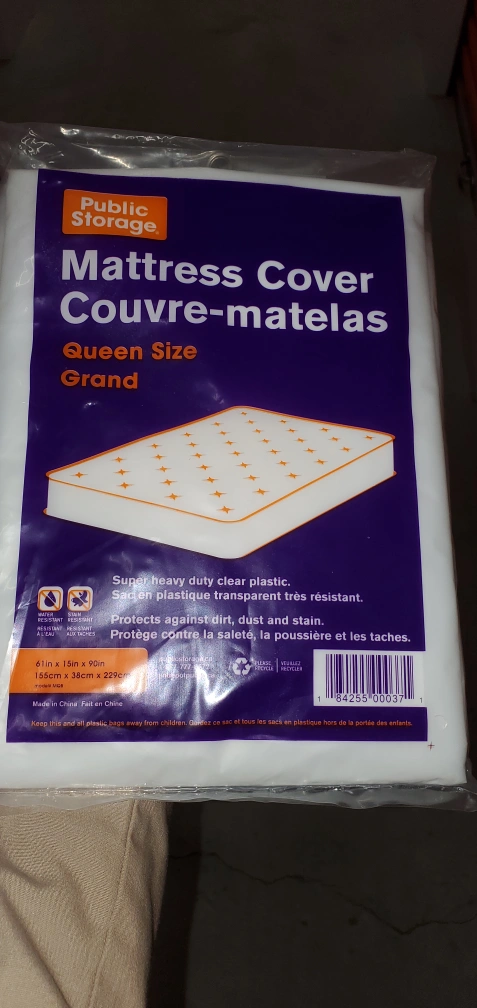 Public
Storage
Mattress Cover
Couvre-matelas
Queen Size
Grand
Super heavy duty clear plastic.
Sac en plastique transparent très résistant.
Protects against dirt, dust and stain.
Protège contre la saleté, la poussière et les taches.
WATER RESISTANT
STAIN RESISTANT
RÉSISTANT À L'EAU
RÉSISTANT AUX TACHES
61in x 15in x 90in
155cm x 38cm x 229cm
PLEASE RECYCLE
VEUILLEZ RECYCLER
1 84255 00037 1
Made in China Fait en Chine
Keep this and all plastic bags away from children. Gardez ce sac et tous les sacs en plastique hors de la portée des enfants.